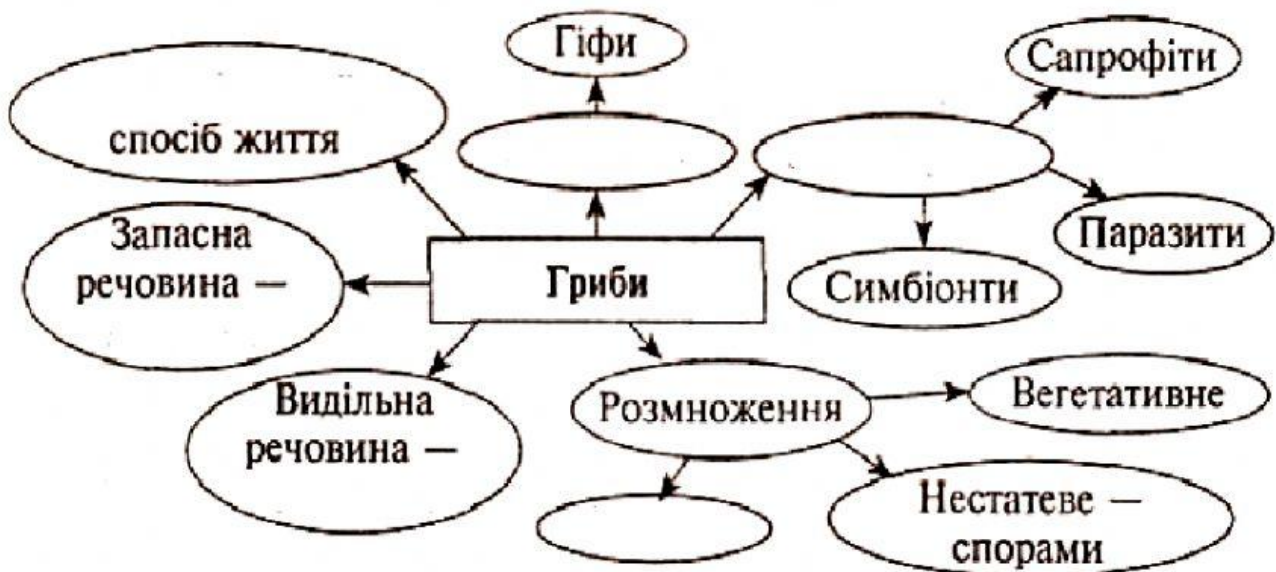 Гіфи
Сапрофіти
спосіб життя
Паразити
Запасна
речовина —
Гриби
Симбіонти
Видільна
речовина —
Розмноження
Вегетативне
Нестатеве —
спорами